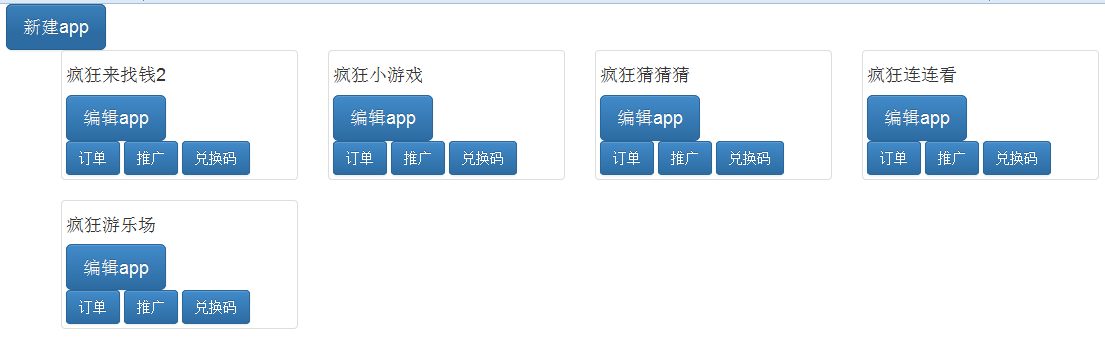 新建app
疯狂来找钱2
编辑app
订单 推广 兑换码
疯狂小游戏
编辑app
订单 推广 兑换码
疯狂猜猜猜
编辑app
订单 推广 兑换码
疯狂连连看
编辑app
订单 推广 兑换码
疯狂游乐场
编辑app
订单 推广 兑换码